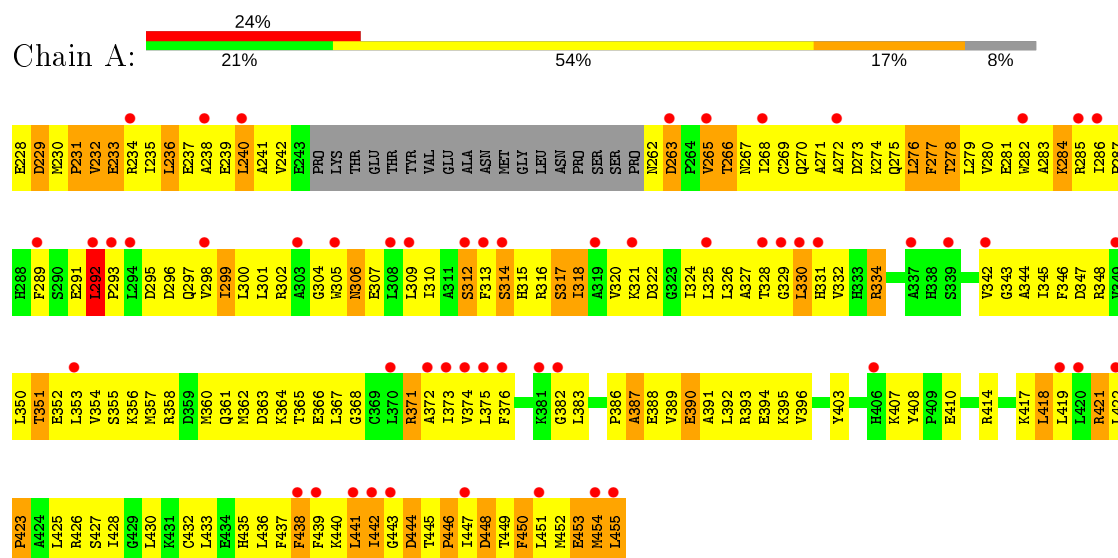 24%
Chain A:
21% 54% 17% 8%
E228 D229 M230 P231 V232 E233 R234 I235 L236 E237 A238 E239 L240 A241 V242 E243 PRO LYS THR GLU THR TYR VAL GLU ALA ASN MET GLY LEU ASN PRO SER SER PRO N262 D263 P264 V265 T266 N267 I268 C269 Q270 A271 A272 D273 K274 Q275 L276 F277 T278 L279 V280 E281 W282 A283 K284 R285 I286 P287
H288 F289 S290 E291 L292 P293 L294 D295 D296 Q297 V298 I299 L300 L301 R302 A303 G304 W305 N306 E307 L308 L309 I310 A311 S312 F313 S314 H315 R316 S317 I318 A319 V320 K321 D322 G323 I324 L325 L326 A327 T328 G329 L330 H331 V332 H333 R334 A337 H338 S339 V342 G343 A344 I345 F346 D347 R348 V349
L350 T351 E352 L353 V354 S355 K356 M357 R358 D359 M360 Q361 M362 D363 K364 T365 E366 L367 G368 C369 L370 R371 A372 I373 V374 L375 F376 K381 G382 L383 P386 A387 E388 V389 E390 A391 L392 R393 E394 K395 V396 Y403 H406 K407 Y408 P409 E410 R414 K417 L418 L419 L420 R421 L422
P423 A424 L425 R426 S427 I428 G429 L430 K431 C432 L433 E434 H435 L436 F437 F438 F439 K440 L441 I442 G443 D444 T445 P446 I447 D448 T449 F450 L451 M452 E453 M454 L455